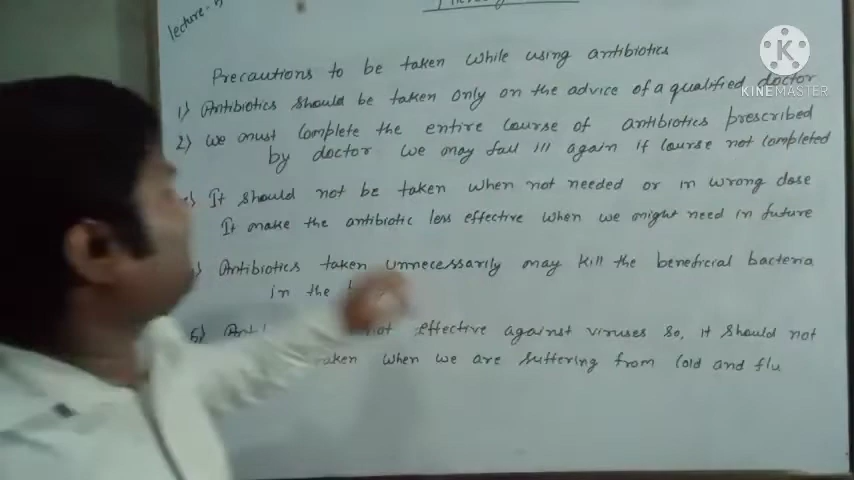 lecture-
Precautions to be taken while using antibiotics
1) Antibiotics should be taken only on the advice of a qualified doctor
2) We must complete the entire course of antibiotics prescribed
by doctor we may fall ill again if course not completed
It should not be taken when not needed or in wrong dose
It make the antibiotic less effective when we might need in future
Antibiotics taken unnecessarily may kill the beneficial bacteria
in the
5) not effective against viruses so, it should not
taken when we are suffering from cold and flu
KINEMASTER